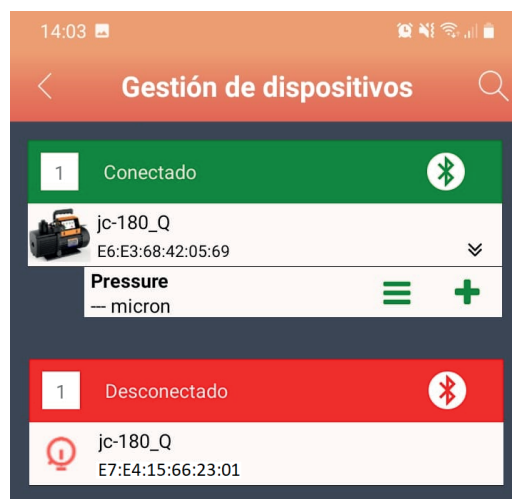 14:03
Gestión de dispositivos
1 Conectado
jc-180_Q
E6:E3:68:42:05:69
Pressure
--- micron
1 Desconectado
jc-180_Q
E7:E4:15:66:23:01